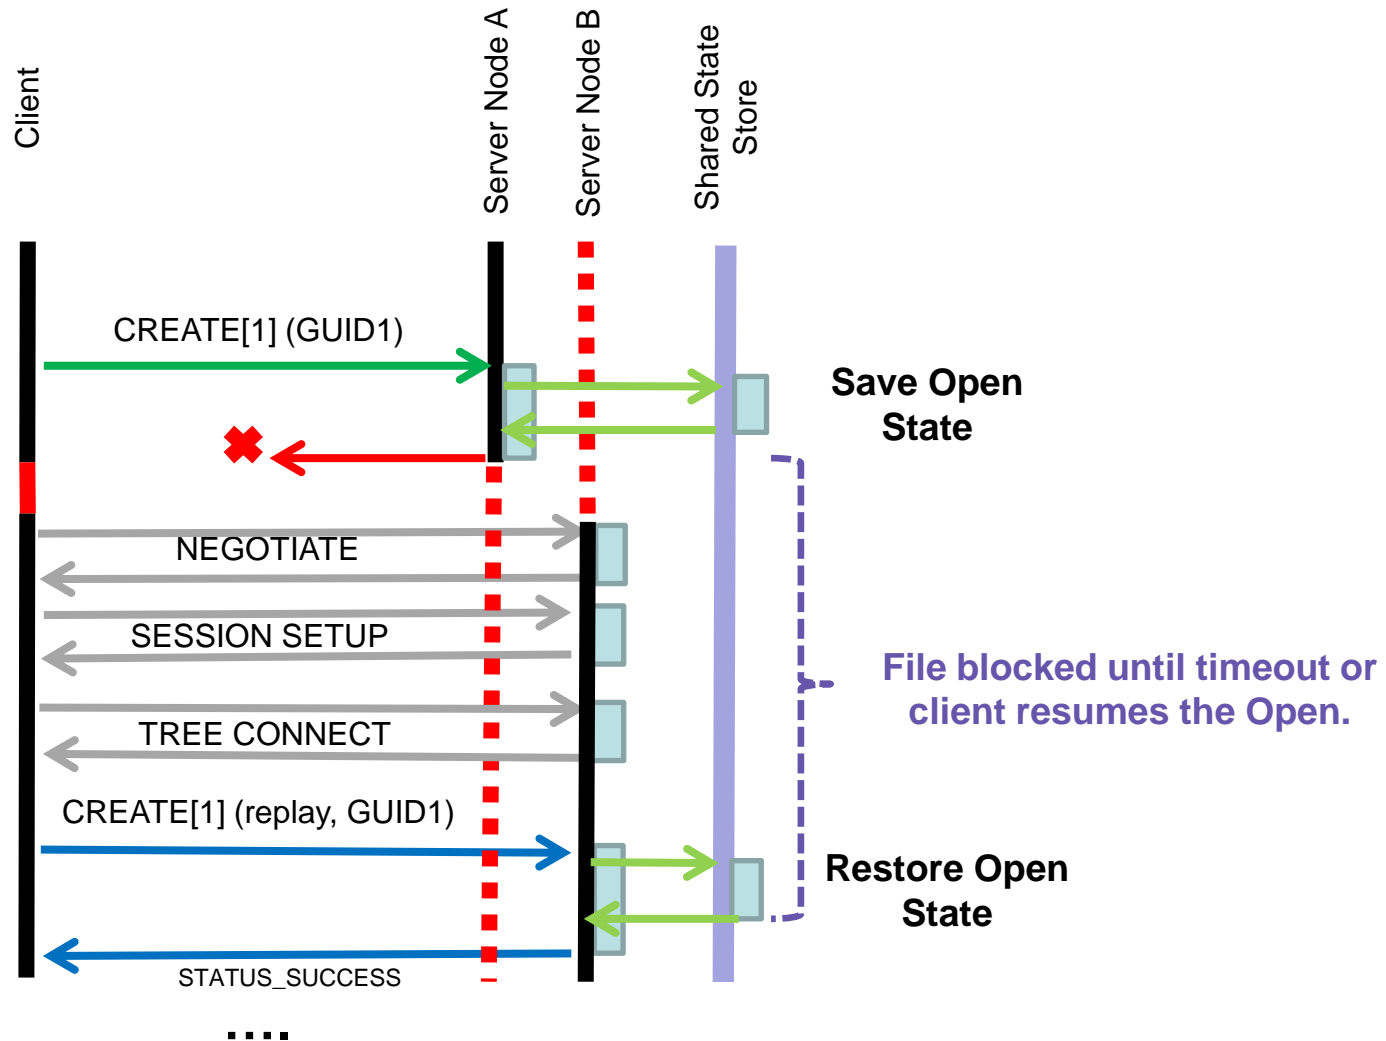 Client
Server Node A
Server Node B
Shared State
Store
CREATE[1] (GUID1)
Save Open
State
NEGOTIATE
SESSION SETUP
File blocked until timeout or
client resumes the Open.
TREE CONNECT
CREATE[1] (replay, GUID1)
Restore Open
State
STATUS_SUCCESS
....